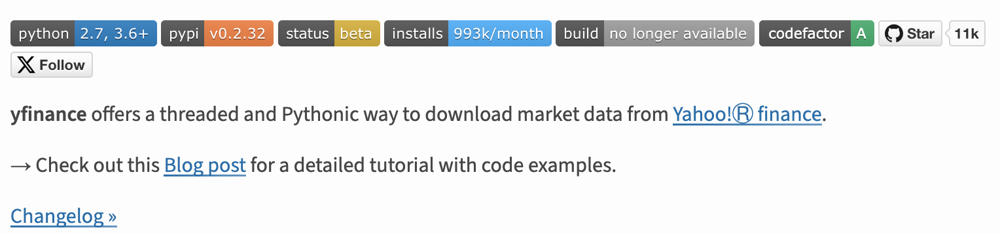 python 2.7, 3.6+ pypi v0.2.32 status beta installs 993k/month build no longer available codefactor A Star 11k
Follow
yfinance offers a threaded and Pythonic way to download market data from Yahoo!Ⓡ finance.
→ Check out this Blog post for a detailed tutorial with code examples.
Changelog »